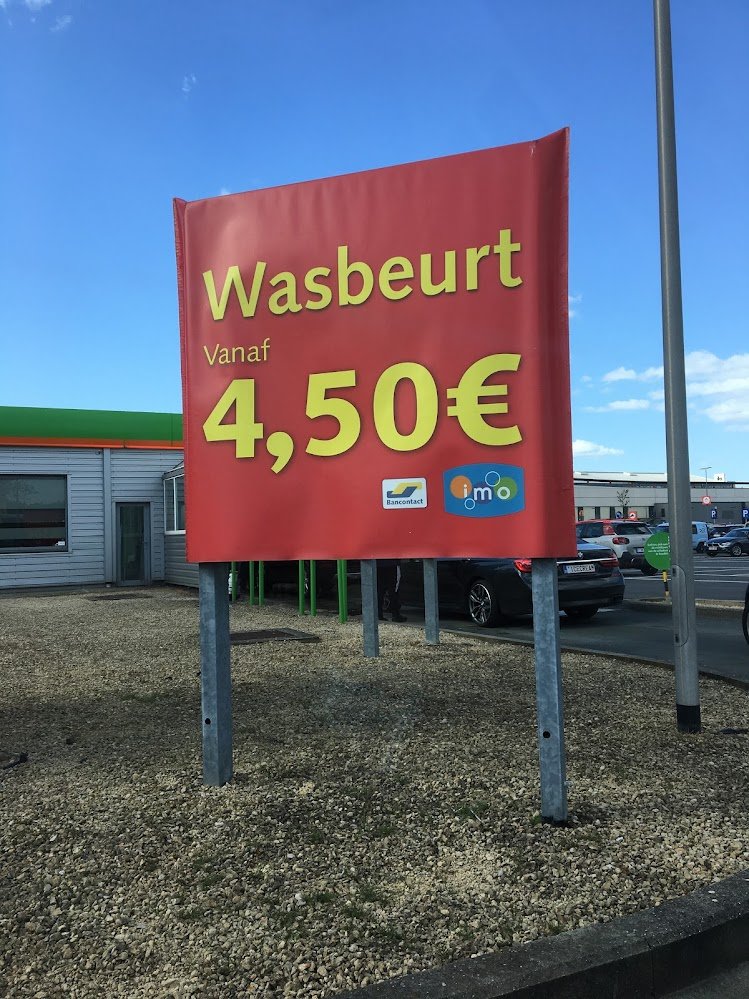 Wasbeurt
Vanaf
4,50€
Bancontact
imo